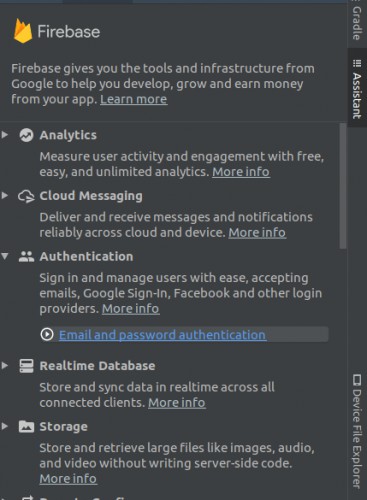 Firebase
Firebase gives you the tools and infrastructure from
Google to help you develop, grow and earn money
from your app. Learn more
Analytics
Measure user activity and engagement with free,
easy, and unlimited analytics. More info
Cloud Messaging
Deliver and receive messages and notifications
reliably across cloud and device. More info
Authentication
Sign in and manage users with ease, accepting
emails, Google Sign-In, Facebook and other login
providers. More info
Email and password authentication
Realtime Database
Store and sync data in realtime across all
connected clients. More info
Storage
Store and retrieve large files like images, audio,
and video without writing server-side code.
More info
Gradle
Assistant
Device File Explorer